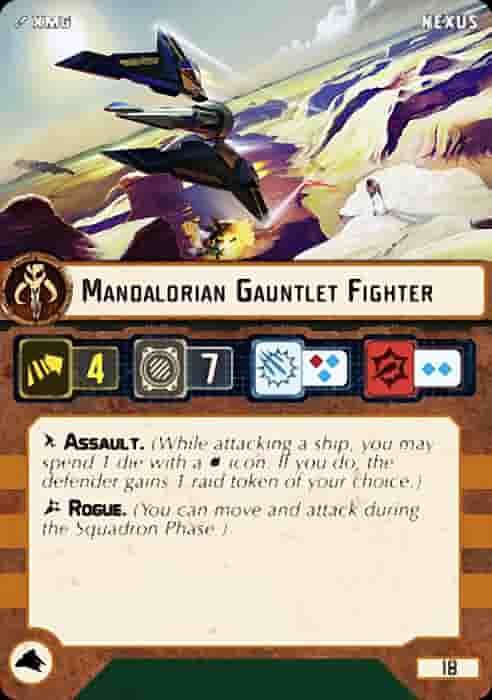 XMG
NEXUS
MANDALORIAN GAUNTLET FIGHTER
4
7
ASSAULT. (While attacking a ship, you may
spend 1 die with a icon. If you do, the
defender gains 1 raid token of your choice.)
ROGUE. (You can move and attack during
the Squadron Phase.)
18